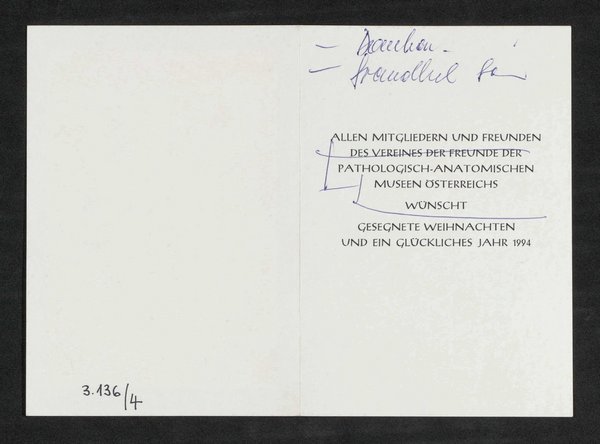 ALLEN MITGLIEDERN UND FREUNDEN
DES VEREINES DER FREUNDE DER
PATHOLOGISCH-ANATOMISCHEN
MUSEEN ÖSTERREICHS
WÜNSCHT
GESEGNETE WEIHNACHTEN
UND EIN GLÜCKLICHES JAHR 1994
3.136/4